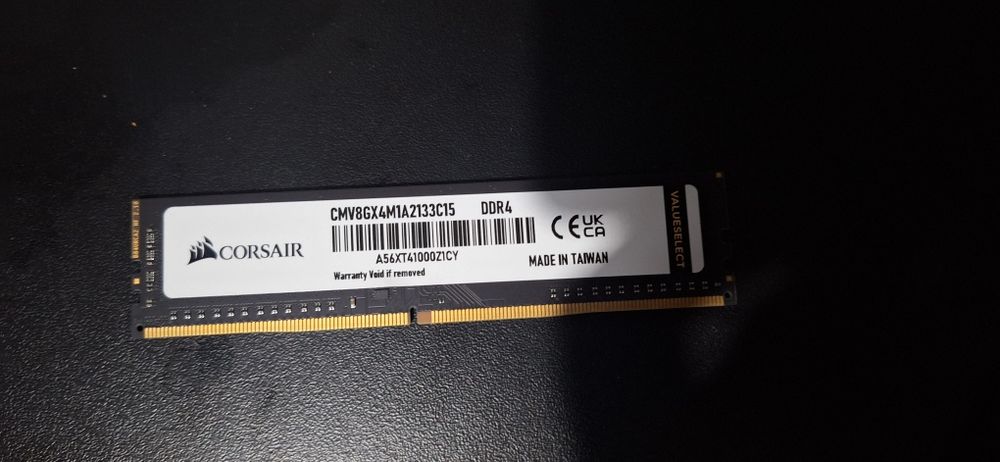 CMV8GX4M1A2133C15 DDR4
CORSAIR
A56XT41000Z1CY
Warranty Void if removed
CE UK CA
MADE IN TAIWAN
VALUESELECT